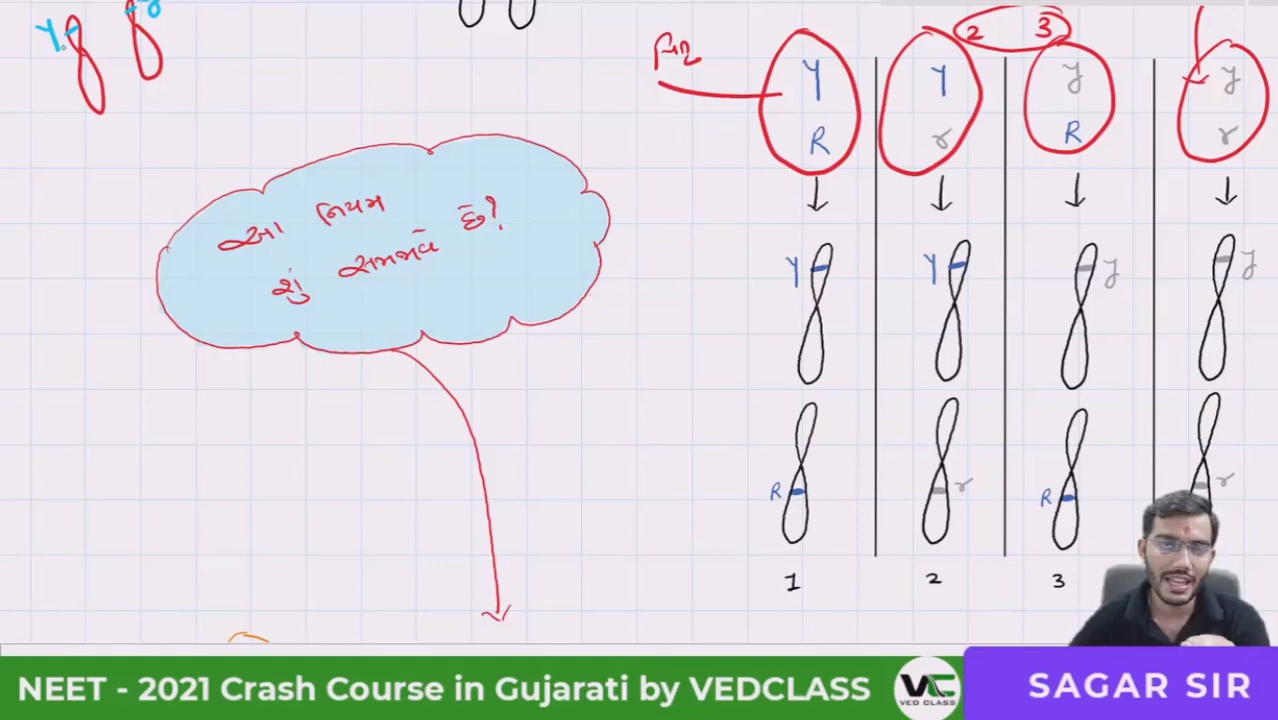 Y y
2 3
પિતૃ
Y Y y y
R r R r
આ નિયમ
શું સમજાવે છે?
Y Y y y
R r R r
1 2 3
NEET - 2021 Crash Course in Gujarati by VEDCLASS
VC
VED CLASS
SAGAR SIR